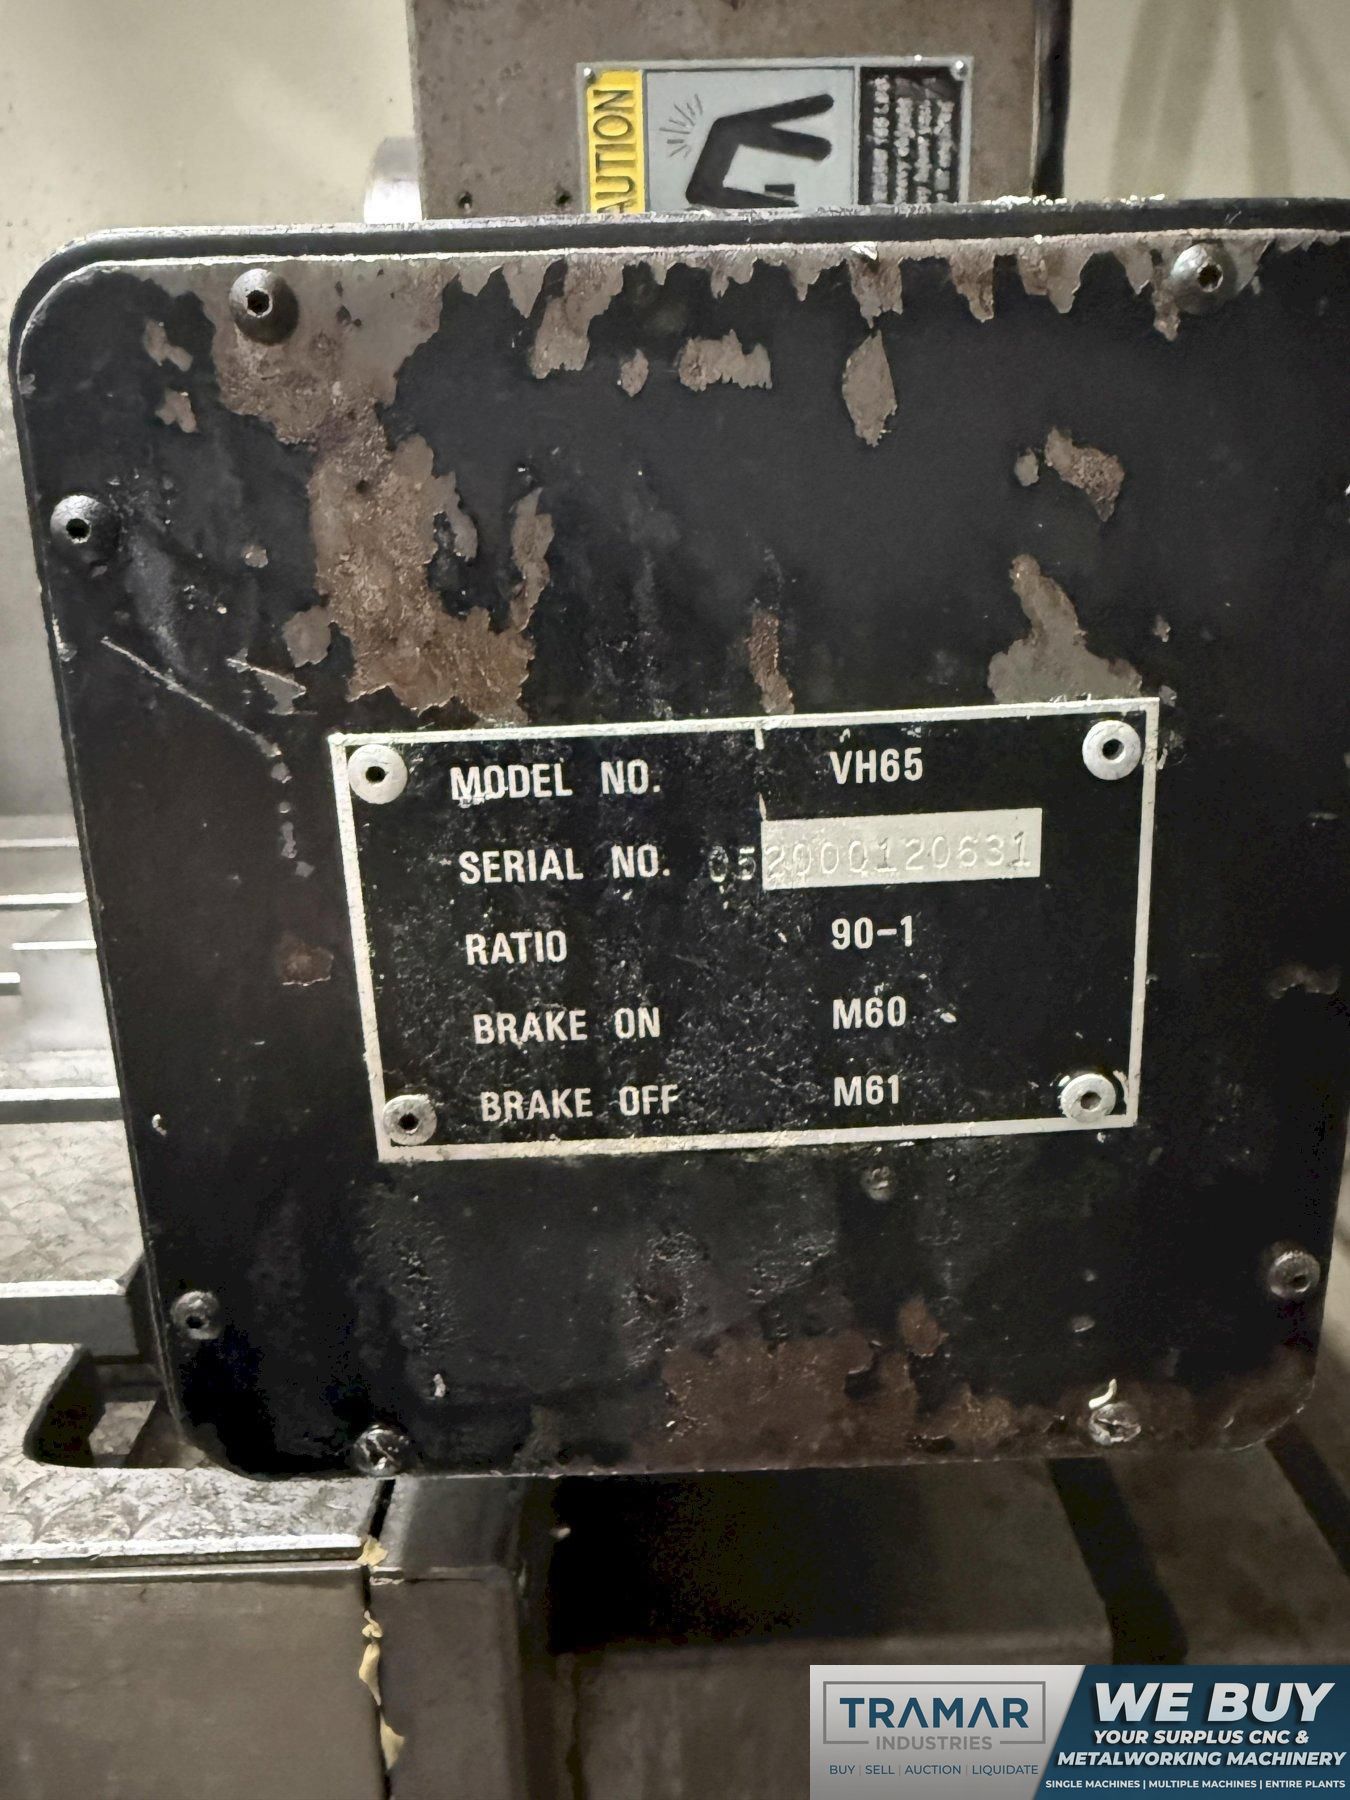 CAUTION
MODEL NO. VH65
SERIAL NO. 052000120631
RATIO 90-1
BRAKE ON M60
BRAKE OFF M61
TRAMAR
INDUSTRIES
BUY | SELL | AUCTION | LIQUIDATE
WE BUY
YOUR SURPLUS CNC &
METALWORKING MACHINERY
SINGLE MACHINES | MULTIPLE MACHINES | ENTIRE PLANTS